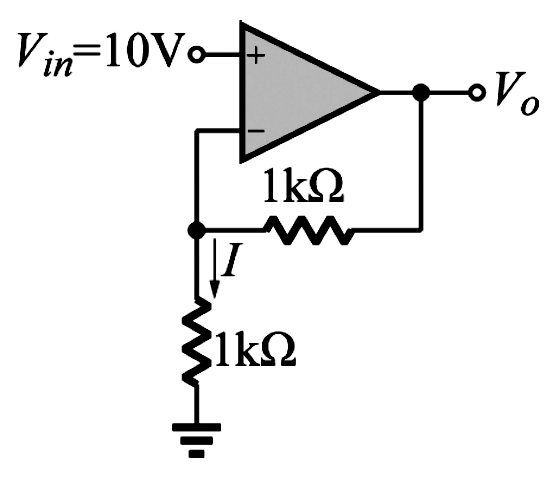 Vin=10V
+
Vo
−
1kΩ
I
1kΩ